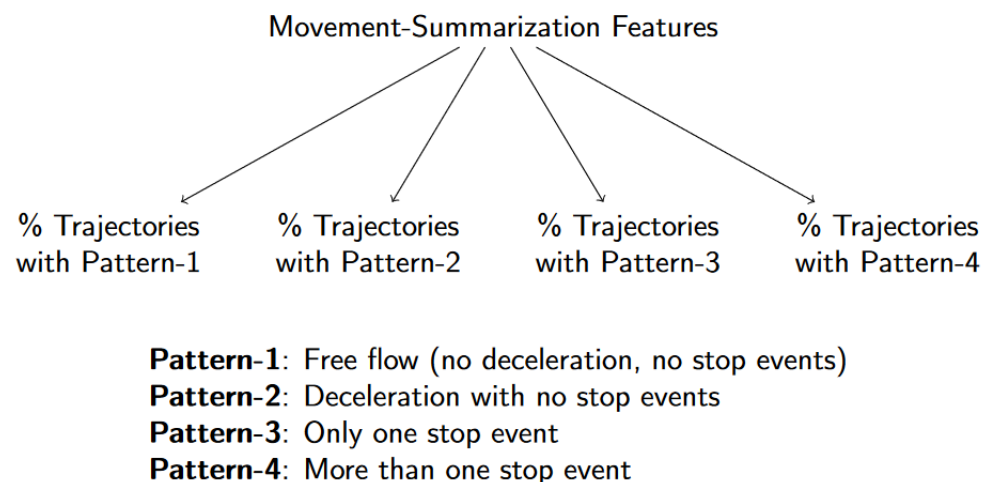 Movement-Summarization Features
% Trajectories with Pattern-1
% Trajectories with Pattern-2
% Trajectories with Pattern-3
% Trajectories with Pattern-4
Pattern-1: Free flow (no deceleration, no stop events)
Pattern-2: Deceleration with no stop events
Pattern-3: Only one stop event
Pattern-4: More than one stop event